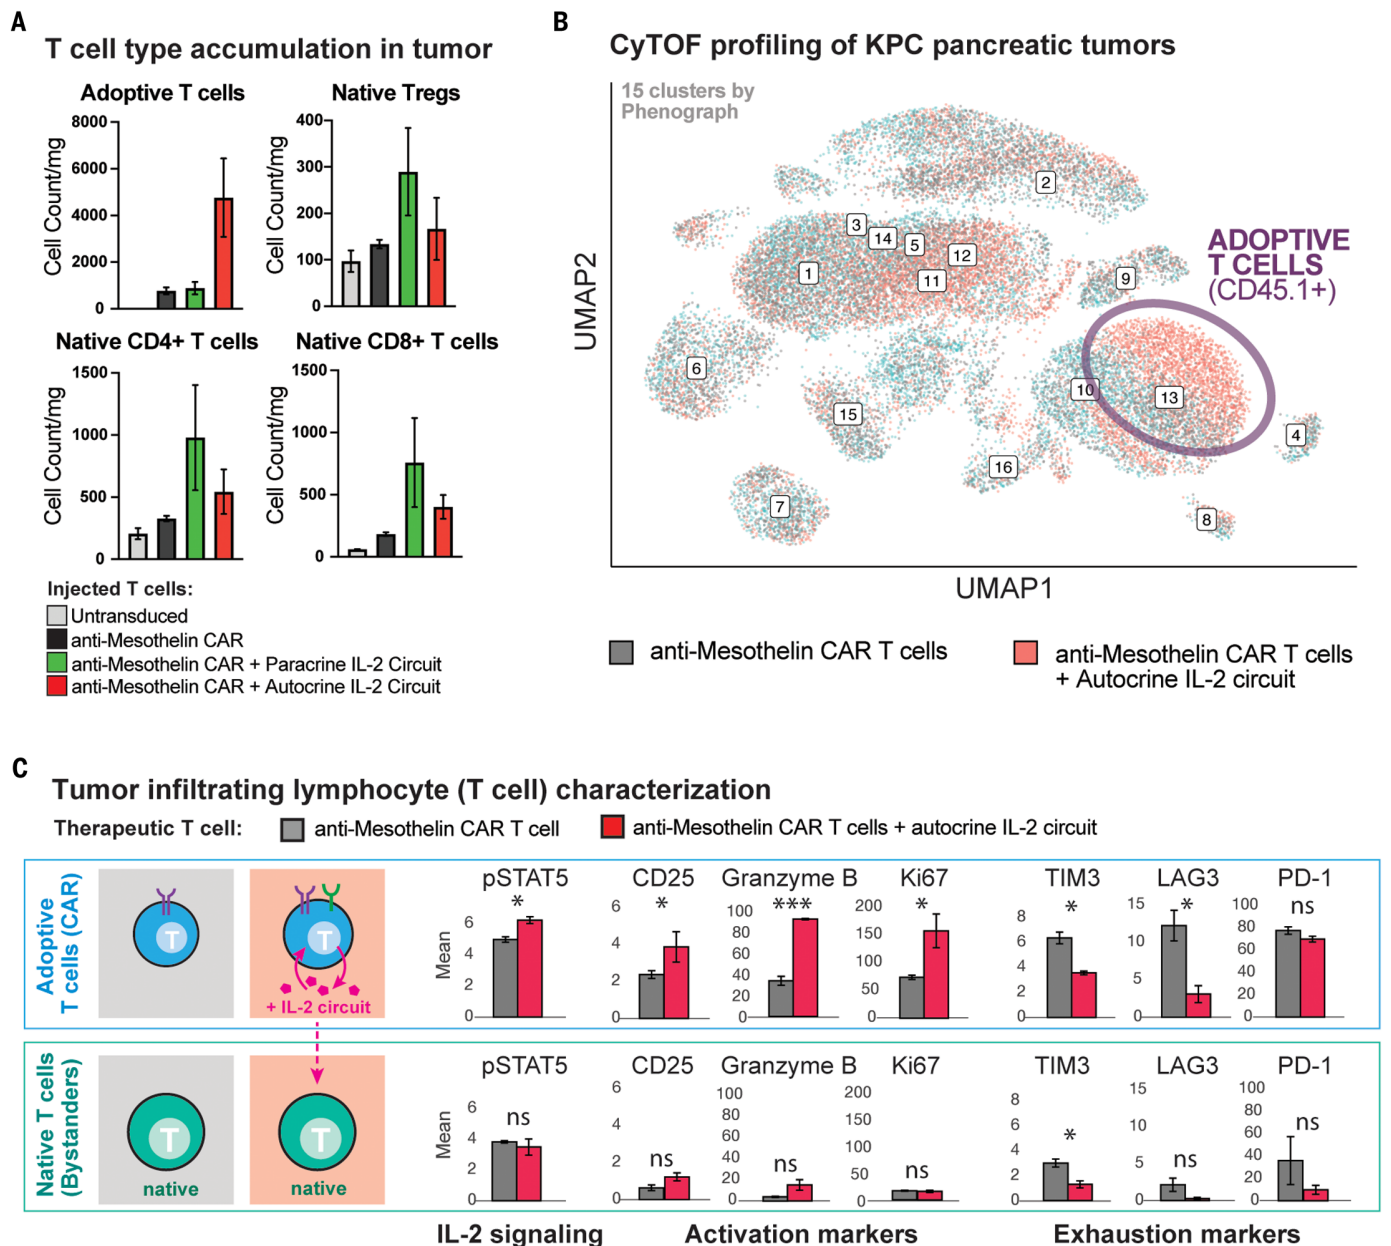 A
T cell type accumulation in tumor
Adoptive T cells
Cell Count/mg
8000
6000
4000
2000
0
Native Tregs
Cell Count/mg
400
300
200
100
0
Native CD4+ T cells
Cell Count/mg
1500
1000
500
0
Native CD8+ T cells
Cell Count/mg
1500
1000
500
0
Injected T cells:
Untransduced
anti-Mesothelin CAR
anti-Mesothelin CAR + Paracrine IL-2 Circuit
anti-Mesothelin CAR + Autocrine IL-2 Circuit
B
CyTOF profiling of KPC pancreatic tumors
15 clusters by
Phenograph
UMAP2
2
3
14
5
12
1
11
9
ADOPTIVE
T CELLS
(CD45.1+)
6
10
13
15
4
16
7
8
UMAP1
anti-Mesothelin CAR T cells
anti-Mesothelin CAR T cells
+ Autocrine IL-2 circuit
C
Tumor infiltrating lymphocyte (T cell) characterization
Therapeutic T cell:
anti-Mesothelin CAR T cell
anti-Mesothelin CAR T cells + autocrine IL-2 circuit
Adoptive
T cells (CAR)
T
T
+ IL-2 circuit
Mean
pSTAT5
*
6
4
2
0
CD25
*
6
4
2
0
Granzyme B
***
100
80
60
40
20
0
Ki67
*
200
150
100
50
0
TIM3
*
8
6
4
2
0
LAG3
*
15
10
5
0
PD-1
ns
100
80
60
40
20
0
Native T cells
(Bystanders)
T
native
T
native
Mean
pSTAT5
ns
6
4
2
0
CD25
ns
6
4
2
0
Granzyme B
ns
100
80
60
40
20
0
Ki67
ns
200
150
100
50
0
TIM3
*
8
6
4
2
0
LAG3
ns
15
10
5
0
PD-1
ns
100
80
60
40
20
0
IL-2 signaling
Activation markers
Exhaustion markers